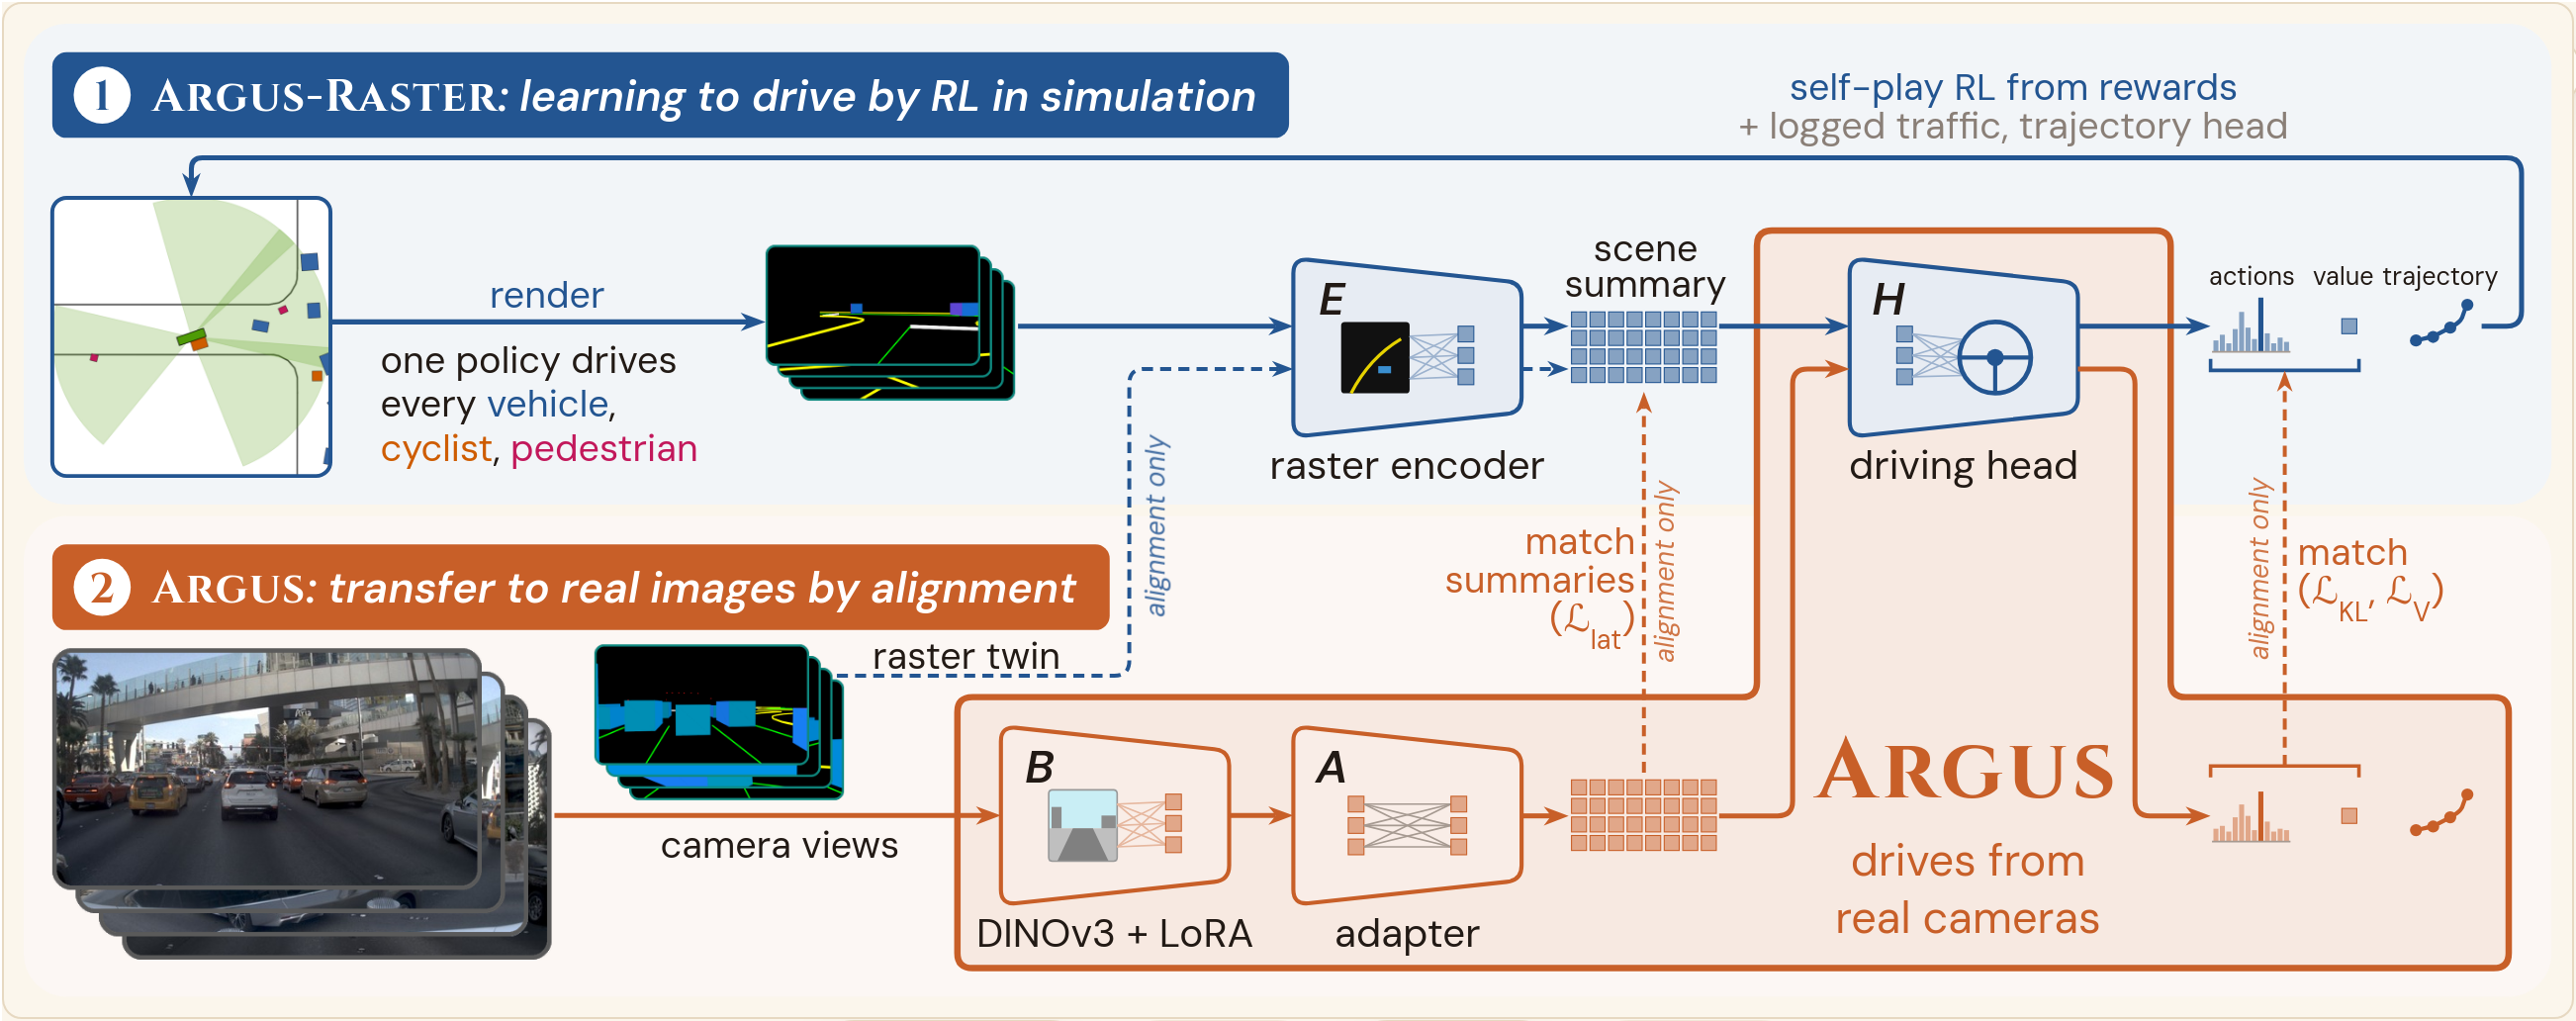 1 ARGUS-RASTER: learning to drive by RL in simulation
self-play RL from rewards
+ logged traffic, trajectory head
render
one policy drives
every vehicle,
cyclist, pedestrian
E
raster encoder
scene
summary
H
driving head
actions value trajectory
alignment only
match
summaries
(ℒ_lat)
alignment only
alignment only
match
(ℒ_KL, ℒ_V)
2 ARGUS: transfer to real images by alignment
raster twin
camera views
B
DINOv3 + LoRA
A
adapter
ARGUS
drives from
real cameras